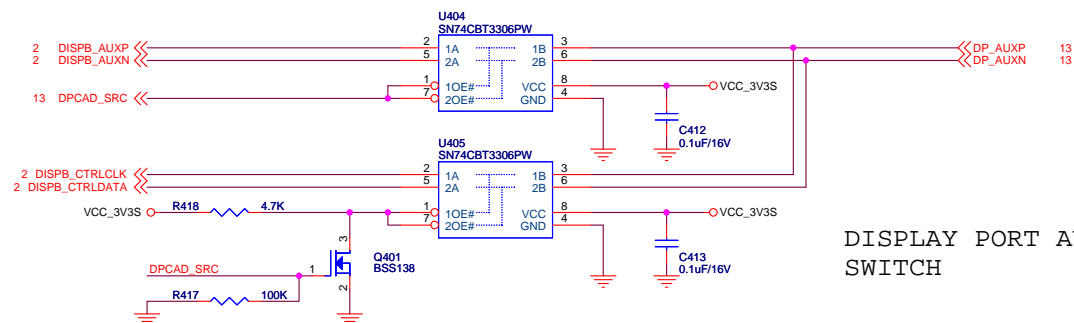 U404
SN74CBT3306PW
2 DISPB_AUXP 2 1A 1B 3 DP_AUXP 13
2 DISPB_AUXN 5 2A 2B 6 DP_AUXN 13
1 1OE# VCC 8 VCC_3V3S
13 DPCAD_SRC 7 2OE# GND 4
C412
0.1uF/16V
U405
SN74CBT3306PW
2 DISPB_CTRLCLK 2 1A 1B 3
2 DISPB_CTRLDATA 5 2A 2B 6
VCC_3V3S R418 4.7K 1 1OE# VCC 8 VCC_3V3S
7 2OE# GND 4
3
Q401
BSS138
C413
0.1uF/16V
DPCAD_SRC 1
2
R417 100K
DISPLAY PORT
SWITCH